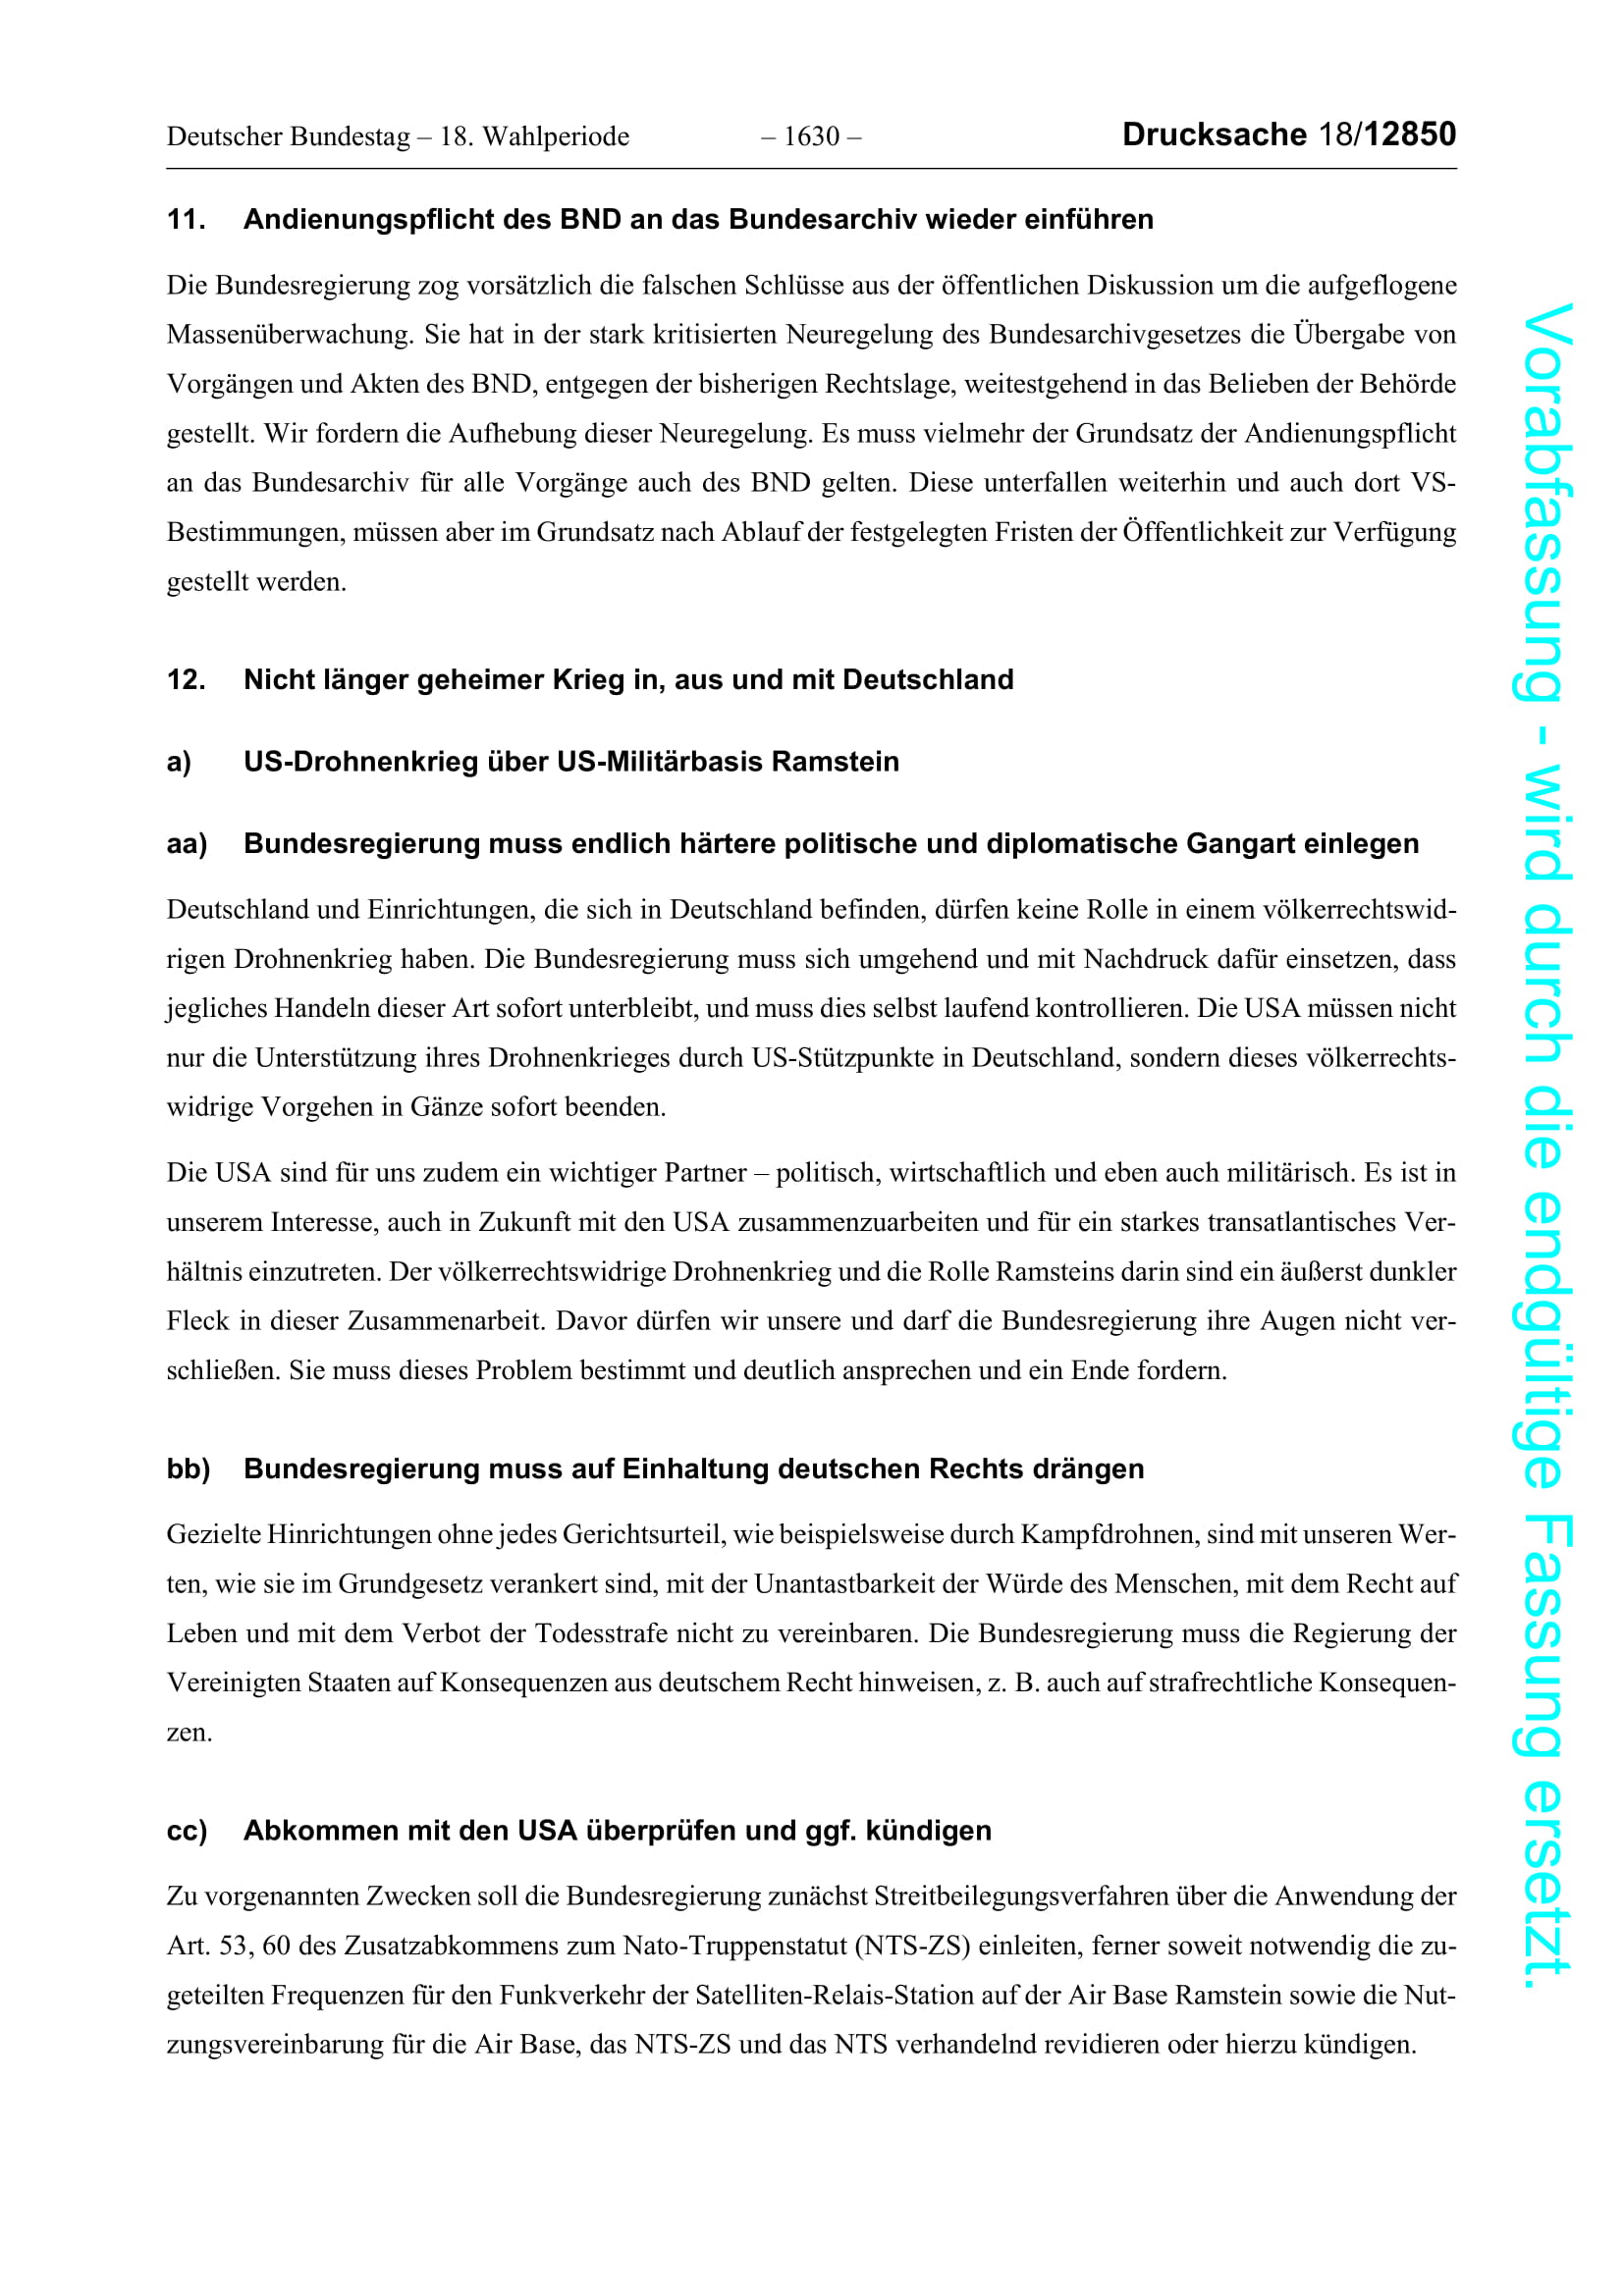 Deutscher Bundestag – 18. Wahlperiode – 1630 – Drucksache 18/12850
11. Andienungspflicht des BND an das Bundesarchiv wieder einführen
Die Bundesregierung zog vorsätzlich die falschen Schlüsse aus der öffentlichen Diskussion um die aufgeflogene
Massenüberwachung. Sie hat in der stark kritisierten Neuregelung des Bundesarchivgesetzes die Übergabe von
Vorgängen und Akten des BND, entgegen der bisherigen Rechtslage, weitestgehend in das Belieben der Behörde
gestellt. Wir fordern die Aufhebung dieser Neuregelung. Es muss vielmehr der Grundsatz der Andienungspflicht
an das Bundesarchiv für alle Vorgänge auch des BND gelten. Diese unterfallen weiterhin und auch dort VS-
Bestimmungen, müssen aber im Grundsatz nach Ablauf der festgelegten Fristen der Öffentlichkeit zur Verfügung
gestellt werden.
12. Nicht länger geheimer Krieg in, aus und mit Deutschland
a) US-Drohnenkrieg über US-Militärbasis Ramstein
aa) Bundesregierung muss endlich härtere politische und diplomatische Gangart einlegen
Deutschland und Einrichtungen, die sich in Deutschland befinden, dürfen keine Rolle in einem völkerrechtswid-
rigen Drohnenkrieg haben. Die Bundesregierung muss sich umgehend und mit Nachdruck dafür einsetzen, dass
jegliches Handeln dieser Art sofort unterbleibt, und muss dies selbst laufend kontrollieren. Die USA müssen nicht
nur die Unterstützung ihres Drohnenkrieges durch US-Stützpunkte in Deutschland, sondern dieses völkerrechts-
widrige Vorgehen in Gänze sofort beenden.
Die USA sind für uns zudem ein wichtiger Partner – politisch, wirtschaftlich und eben auch militärisch. Es ist in
unserem Interesse, auch in Zukunft mit den USA zusammenzuarbeiten und für ein starkes transatlantisches Ver-
hältnis einzutreten. Der völkerrechtswidrige Drohnenkrieg und die Rolle Ramsteins darin sind ein äußerst dunkler
Fleck in dieser Zusammenarbeit. Davor dürfen wir unsere und darf die Bundesregierung ihre Augen nicht ver-
schließen. Sie muss dieses Problem bestimmt und deutlich ansprechen und ein Ende fordern.
bb) Bundesregierung muss auf Einhaltung deutschen Rechts drängen
Gezielte Hinrichtungen ohne jedes Gerichtsurteil, wie beispielsweise durch Kampfdrohnen, sind mit unseren Wer-
ten, wie sie im Grundgesetz verankert sind, mit der Unantastbarkeit der Würde des Menschen, mit dem Recht auf
Leben und mit dem Verbot der Todesstrafe nicht zu vereinbaren. Die Bundesregierung muss die Regierung der
Vereinigten Staaten auf Konsequenzen aus deutschem Recht hinweisen, z. B. auch auf strafrechtliche Konsequen-
zen.
cc) Abkommen mit den USA überprüfen und ggf. kündigen
Zu vorgenannten Zwecken soll die Bundesregierung zunächst Streitbeilegungsverfahren über die Anwendung der
Art. 53, 60 des Zusatzabkommens zum Nato-Truppenstatut (NTS-ZS) einleiten, ferner soweit notwendig die zu-
geteilten Frequenzen für den Funkverkehr der Satelliten-Relais-Station auf der Air Base Ramstein sowie die Nut-
zungsvereinbarung für die Air Base, das NTS-ZS und das NTS verhandelnd revidieren oder hierzu kündigen.
Vorabfassung - wird durch die endgültige Fassung ersetzt.